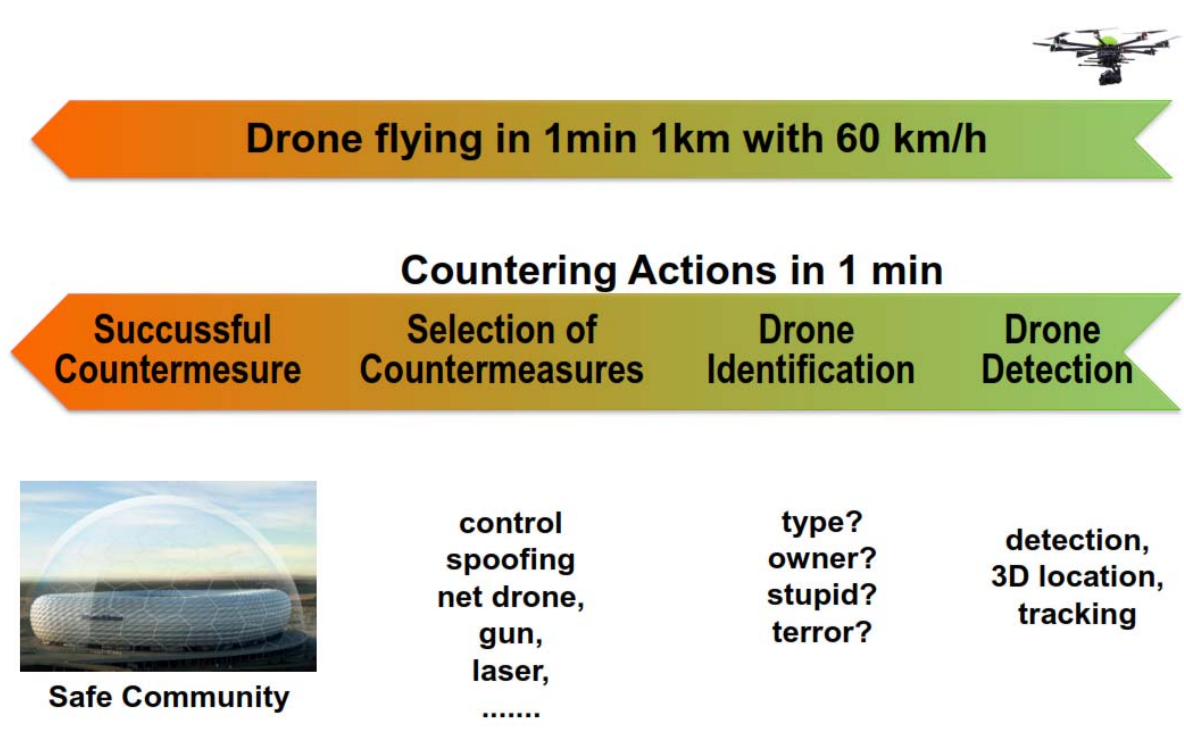 Drone flying in 1min 1km with 60 km/h
Countering Actions in 1 min
Succussful
Countermesure
Selection of
Countermeasures
Drone
Identification
Drone
Detection
Safe Community
control
spoofing
net drone,
gun,
laser,
.......
type?
owner?
stupid?
terror?
detection,
3D location,
tracking